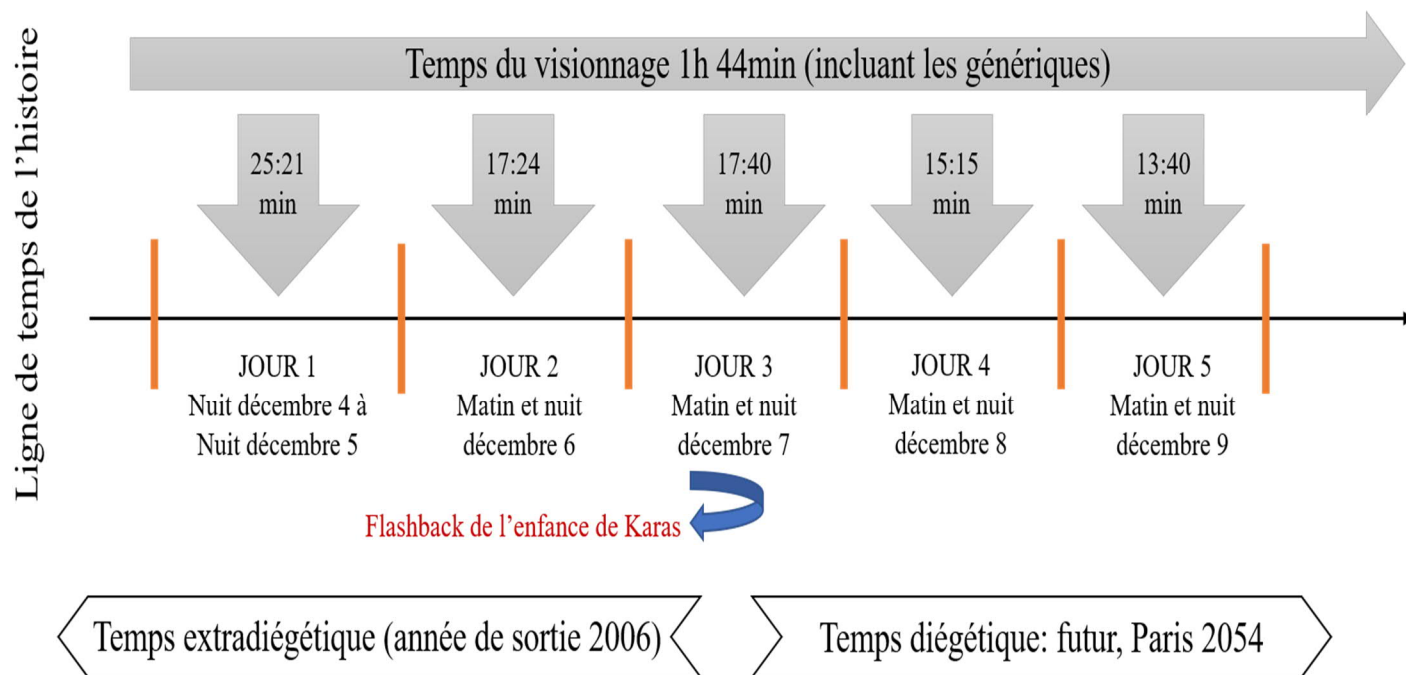 Ligne de temps de l'histoire
Temps du visionnage 1h 44min (incluant les génériques)
25:21
min
17:24
min
17:40
min
15:15
min
13:40
min
JOUR 1
Nuit décembre 4 à
Nuit décembre 5
JOUR 2
Matin et nuit
décembre 6
JOUR 3
Matin et nuit
décembre 7
JOUR 4
Matin et nuit
décembre 8
JOUR 5
Matin et nuit
décembre 9
Flashback de l'enfance de Karas
Temps extradiégétique (année de sortie 2006)
Temps diégétique: futur, Paris 2054